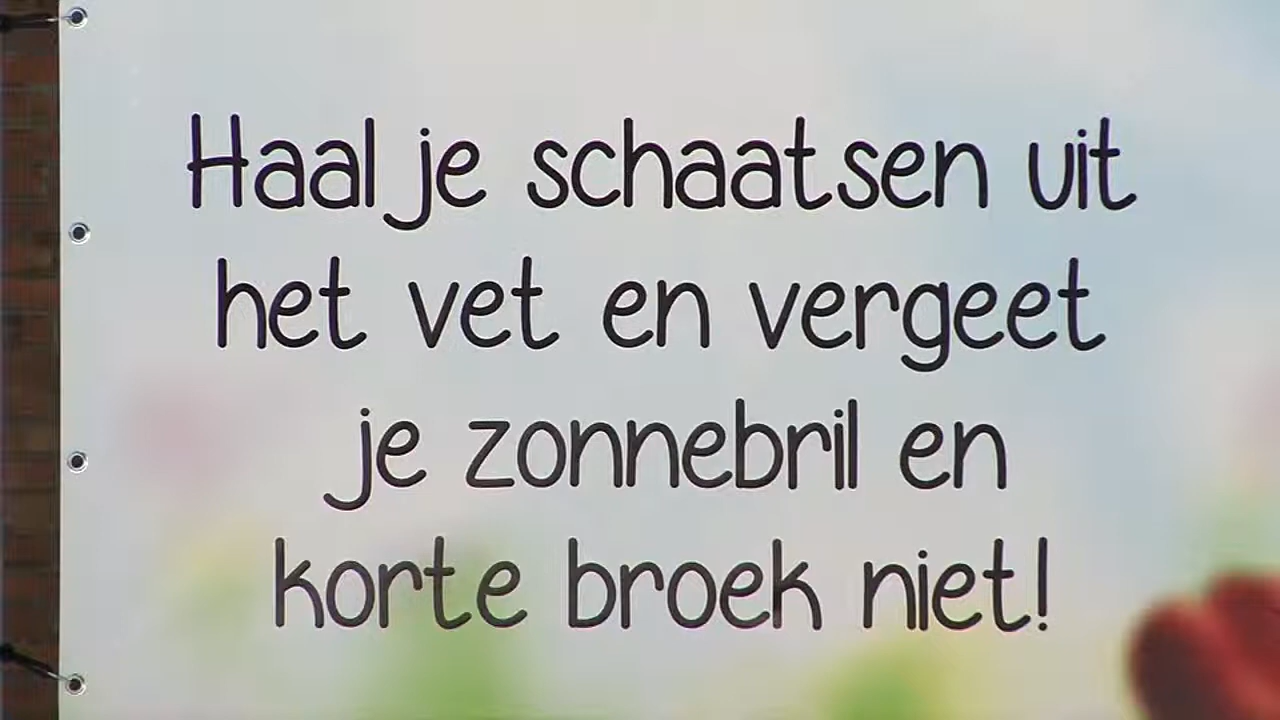 Haal je schaatsen uit
het vet en vergeet
je zonnebril en
korte broek niet!